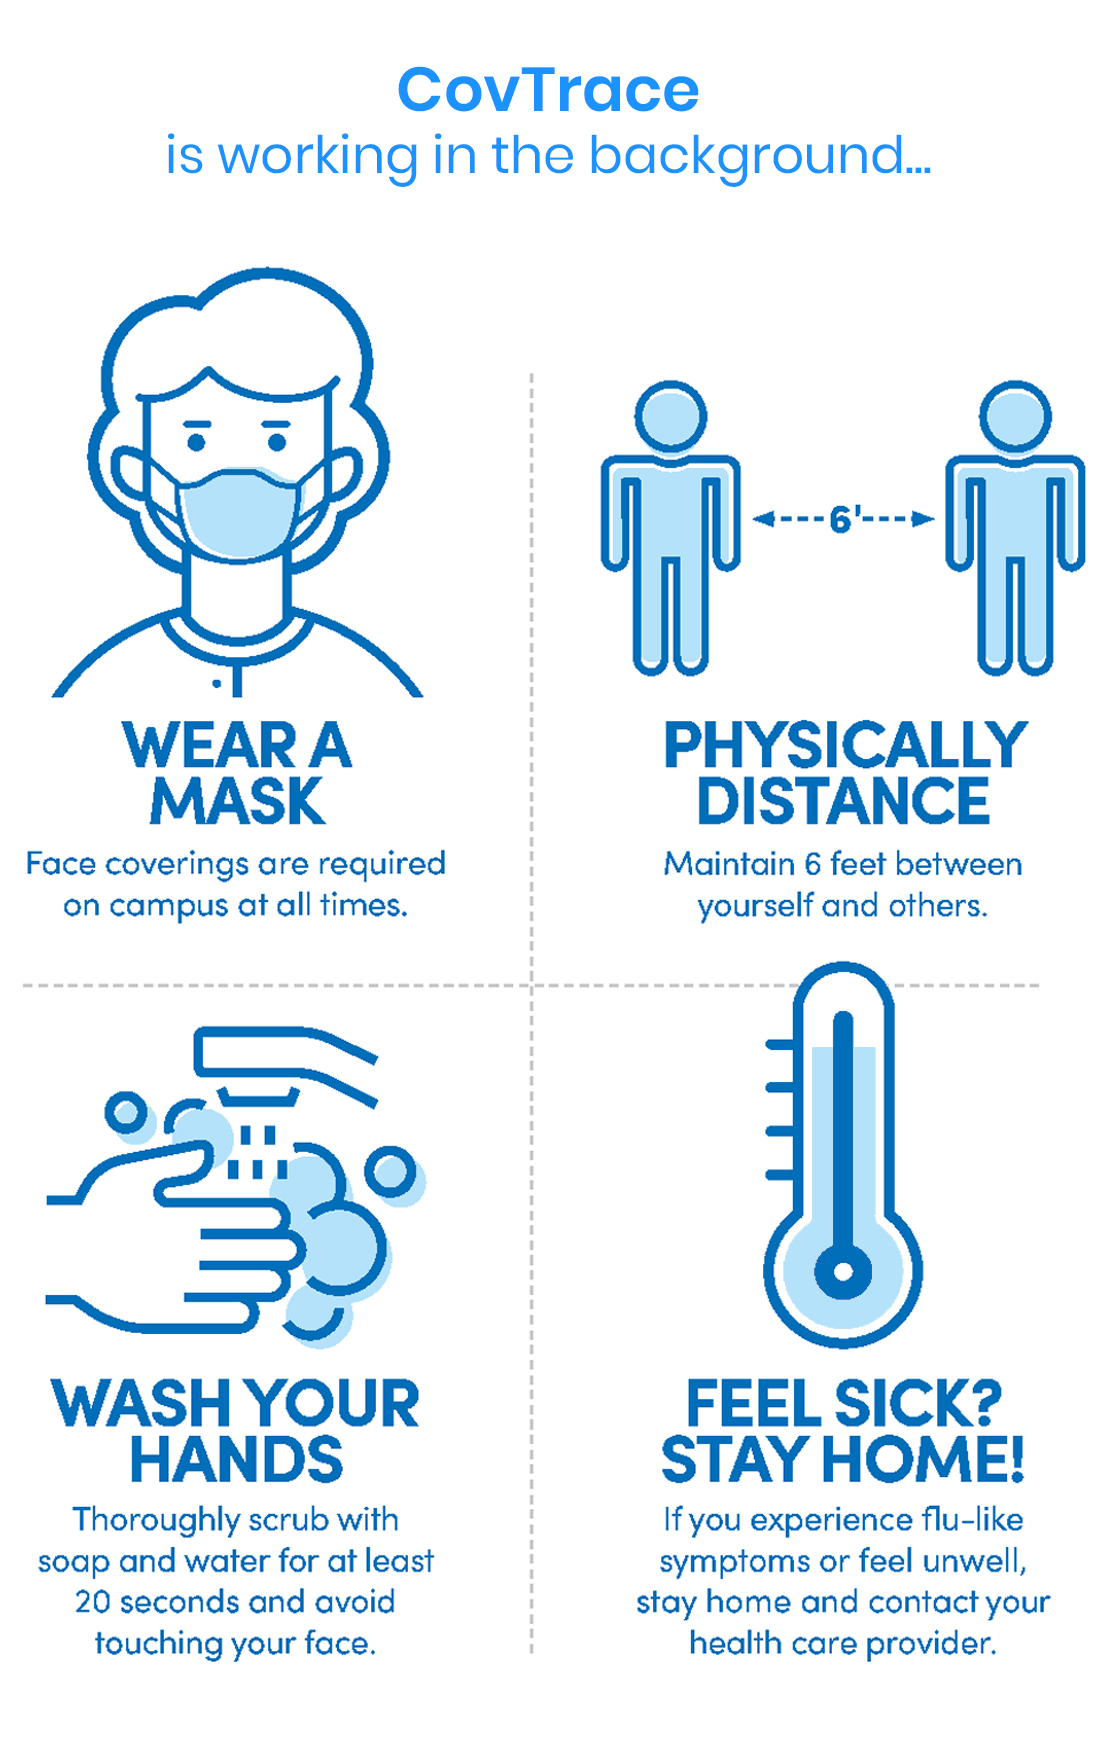 CovTrace
is working in the background...
6'
WEAR A
MASK
Face coverings are required
on campus at all times.
PHYSICALLY
DISTANCE
Maintain 6 feet between
yourself and others.
WASH YOUR
HANDS
Thoroughly scrub with
soap and water for at least
20 seconds and avoid
touching your face.
FEEL SICK?
STAY HOME!
If you experience flu-like
symptoms or feel unwell,
stay home and contact your
health care provider.